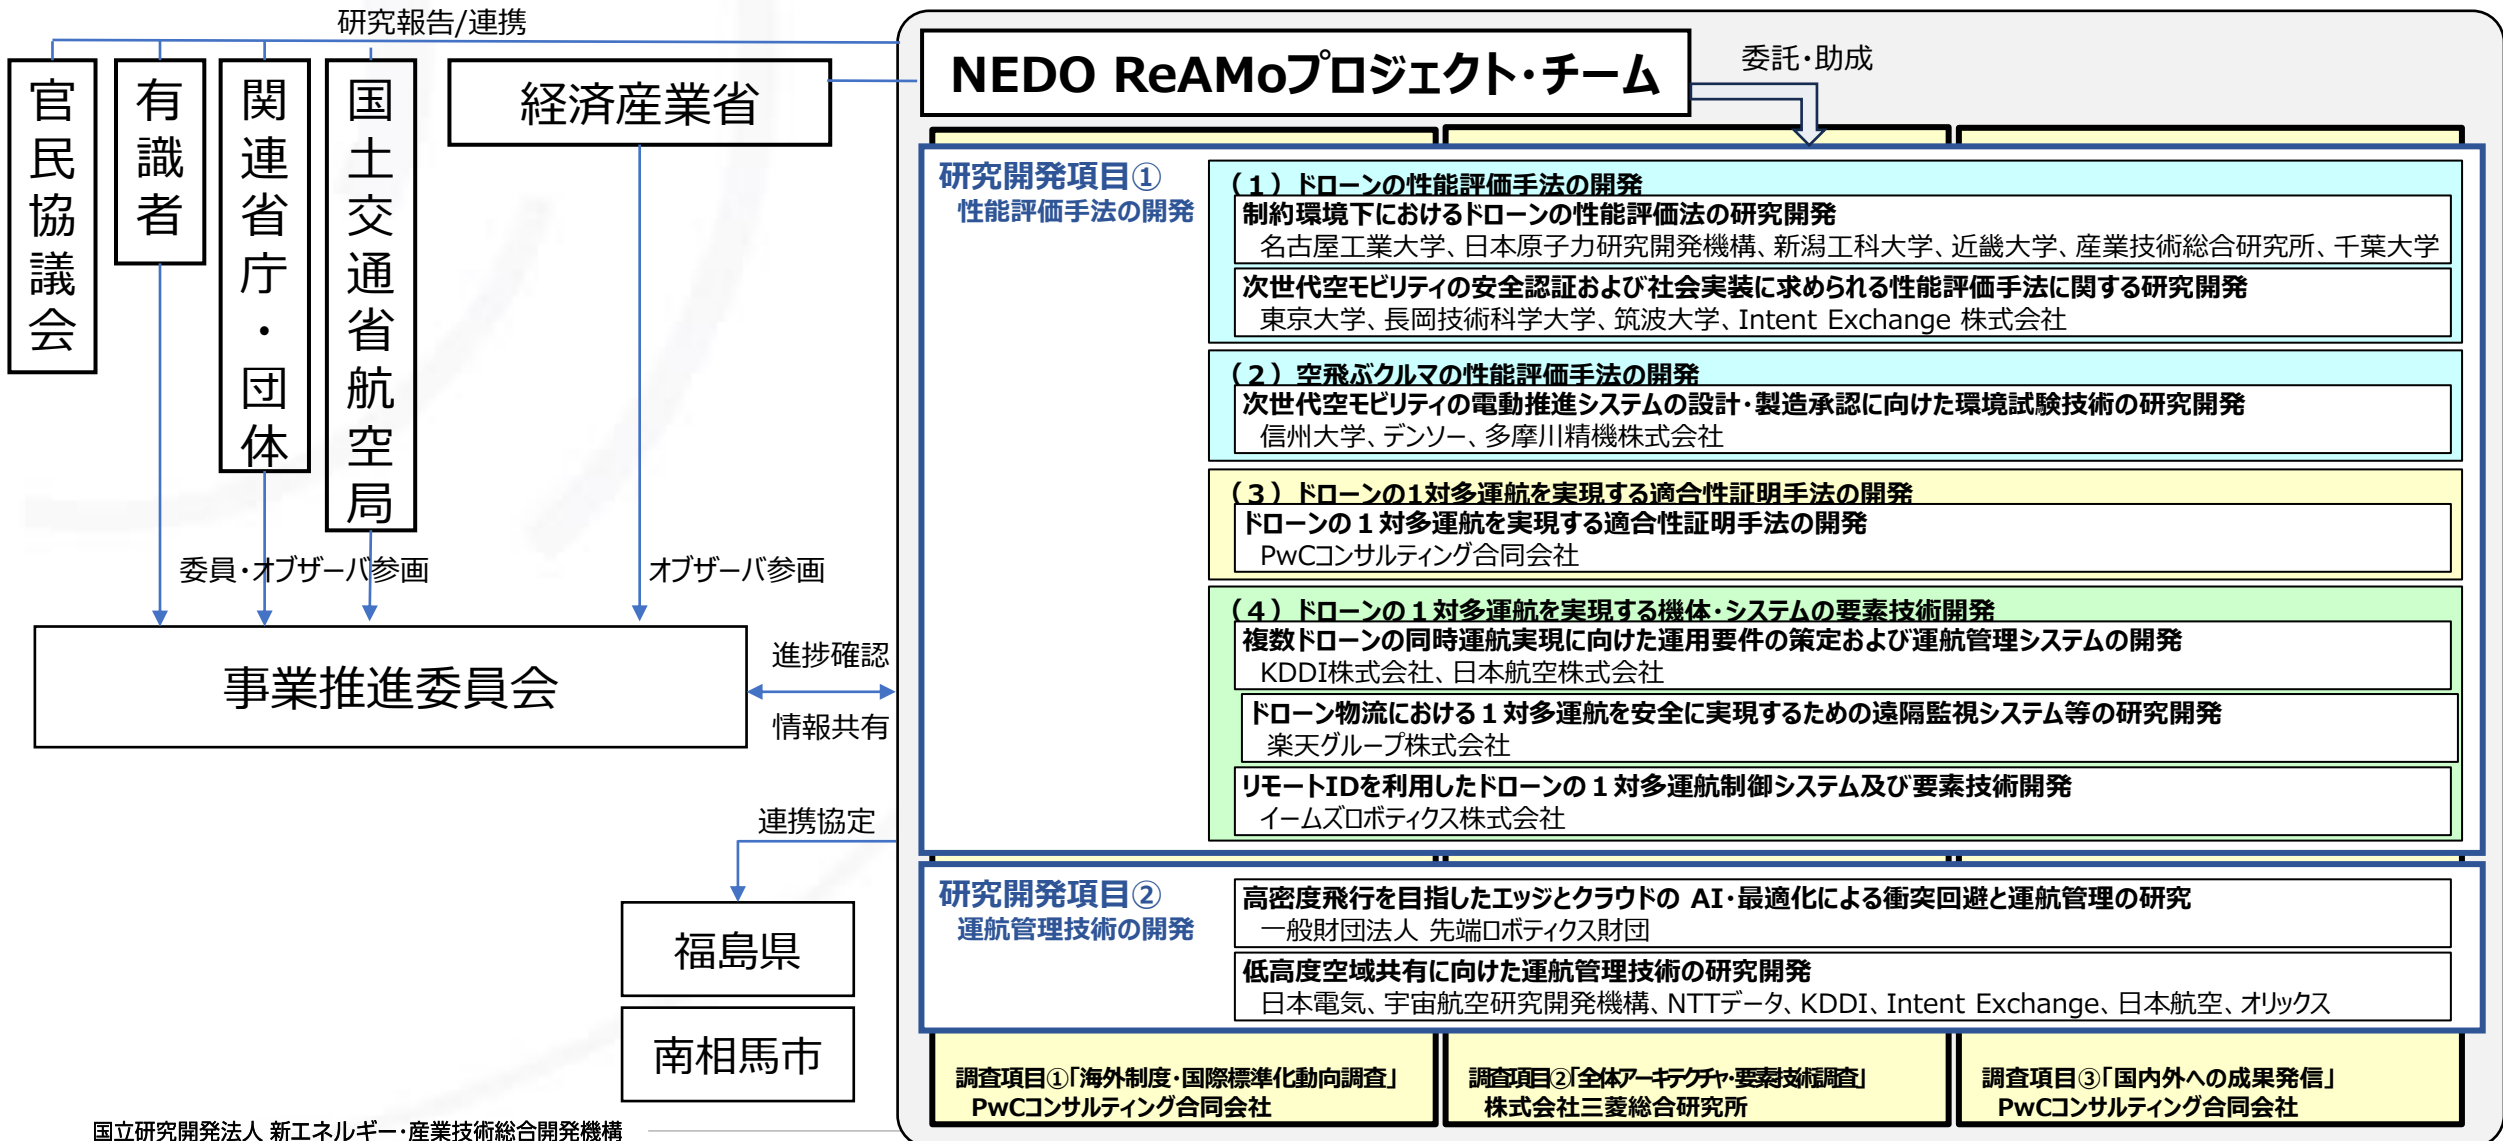 研究報告/連携
官民協議会
有識者
関連省庁・団体
国土交通省航空局
経済産業省
委員・オブザーバ参画
オブザーバ参画
事業推進委員会
進捗確認
情報共有
連携協定
福島県
南相馬市
国立研究開発法人 新エネルギー・産業技術総合開発機構
NEDO ReAMoプロジェクト・チーム
委託・助成
研究開発項目①
性能評価手法の開発
（1）ドローンの性能評価手法の開発
制約環境下におけるドローンの性能評価法の研究開発
名古屋工業大学、日本原子力研究開発機構、新潟工科大学、近畿大学、産業技術総合研究所、千葉大学
次世代空モビリティの安全認証および社会実装に求められる性能評価手法に関する研究開発
東京大学、長岡技術科学大学、筑波大学、Intent Exchange 株式会社
（2）空飛ぶクルマの性能評価手法の開発
次世代空モビリティの電動推進システムの設計・製造承認に向けた環境試験技術の研究開発
信州大学、デンソー、多摩川精機株式会社
（3）ドローンの1対多運航を実現する適合性証明手法の開発
ドローンの１対多運航を実現する適合性証明手法の開発
PwCコンサルティング合同会社
（4）ドローンの１対多運航を実現する機体・システムの要素技術開発
複数ドローンの同時運航実現に向けた運用要件の策定および運航管理システムの開発
KDDI株式会社、日本航空株式会社
ドローン物流における１対多運航を安全に実現するための遠隔監視システム等の研究開発
楽天グループ株式会社
リモートIDを利用したドローンの１対多運航制御システム及び要素技術開発
イームズロボティクス株式会社
研究開発項目②
運航管理技術の開発
高密度飛行を目指したエッジとクラウドの AI・最適化による衝突回避と運航管理の研究
一般財団法人 先端ロボティクス財団
低高度空域共有に向けた運航管理技術の研究開発
日本電気、宇宙航空研究開発機構、NTTデータ、KDDI、Intent Exchange、日本航空、オリックス
調査項目①「海外制度・国際標準化動向調査」
PwCコンサルティング合同会社
調査項目②「全体アーキテクチャ・要素技術調査」
株式会社三菱総合研究所
調査項目③「国内外への成果発信」
PwCコンサルティング合同会社